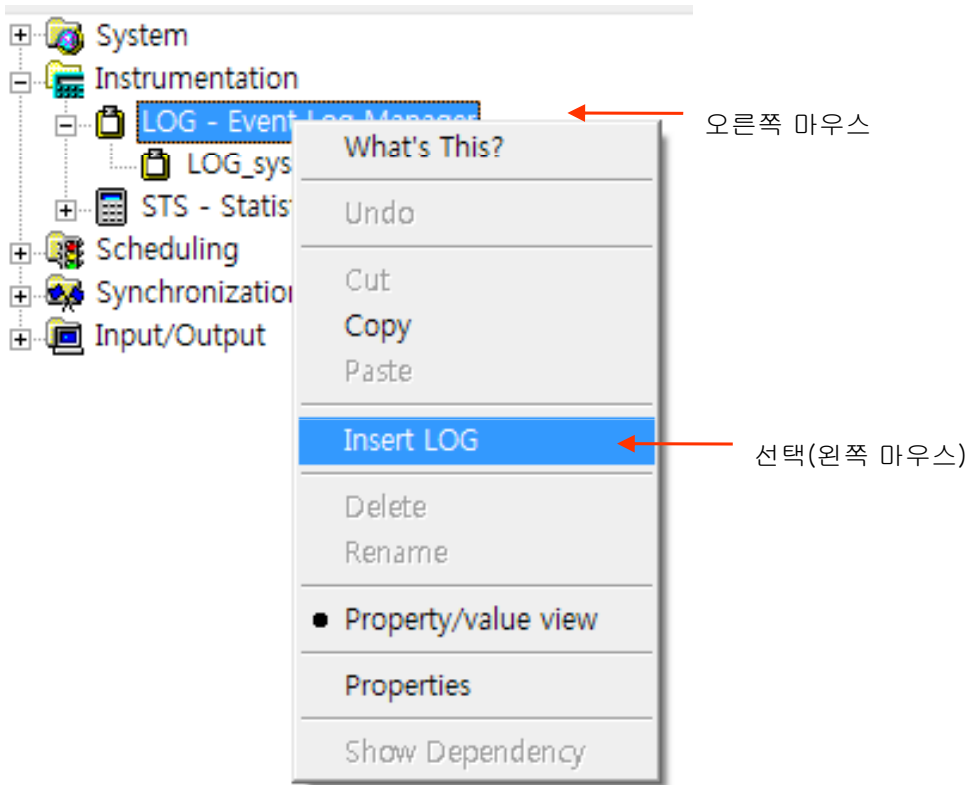 System
Instrumentation
LOG - Event Log Manager
오른쪽 마우스
LOG_sys
STS - Statis
Scheduling
Synchronization
Input/Output
What's This?
Undo
Cut
Copy
Paste
Insert LOG
선택(왼쪽 마우스)
Delete
Rename
Property/value view
Properties
Show Dependency